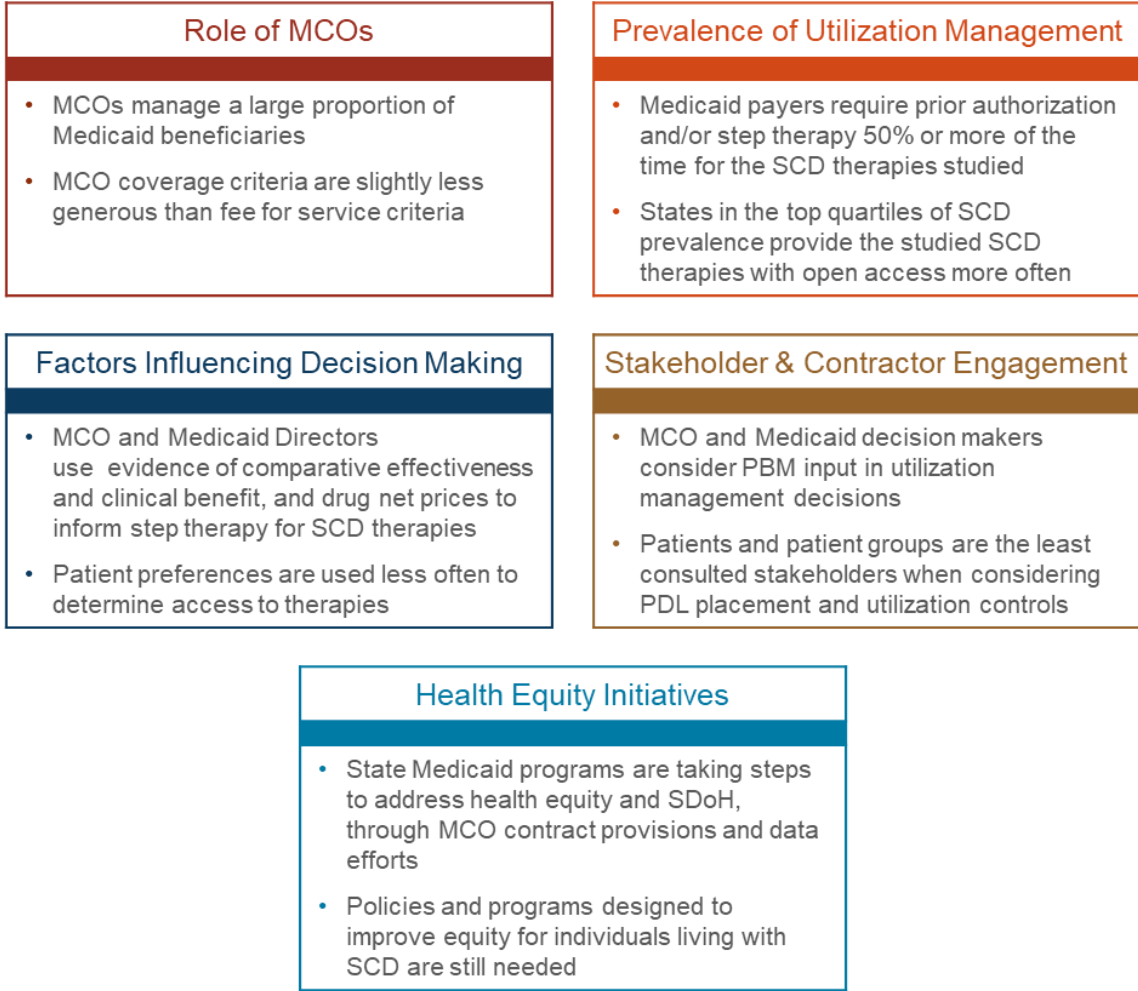 Role of MCOs
• MCOs manage a large proportion of
Medicaid beneficiaries
• MCO coverage criteria are slightly less
generous than fee for service criteria
Prevalence of Utilization Management
• Medicaid payers require prior authorization
and/or step therapy 50% or more of the
time for the SCD therapies studied
• States in the top quartiles of SCD
prevalence provide the studied SCD
therapies with open access more often
Factors Influencing Decision Making
• MCO and Medicaid Directors
use evidence of comparative effectiveness
and clinical benefit, and drug net prices to
inform step therapy for SCD therapies
• Patient preferences are used less often to
determine access to therapies
Stakeholder & Contractor Engagement
• MCO and Medicaid decision makers
consider PBM input in utilization
management decisions
• Patients and patient groups are the least
consulted stakeholders when considering
PDL placement and utilization controls
Health Equity Initiatives
• State Medicaid programs are taking steps
to address health equity and SDoH,
through MCO contract provisions and data
efforts
• Policies and programs designed to
improve equity for individuals living with
SCD are still needed